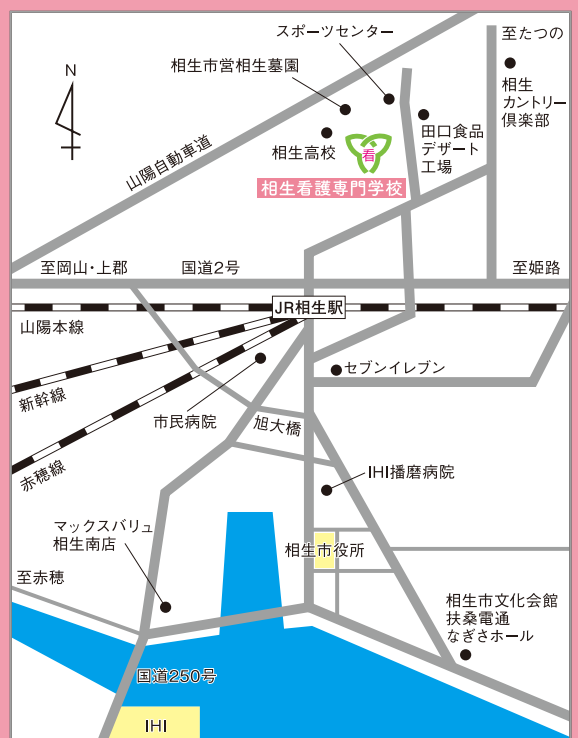 スポーツセンター
至たつの
相生市営相生墓園
N
相生
カントリー
倶楽部
田口食品
デザート
工場
相生高校
看
山陽自動車道
相生看護専門学校
至岡山・上郡
国道2号
至姫路
JR相生駅
山陽本線
セブンイレブン
新幹線
市民病院
旭大橋
赤穂線
IHI播磨病院
マックスバリュ
相生南店
相生市役所
至赤穂
相生市文化会館
扶桑電通
なぎさホール
国道250号
IHI